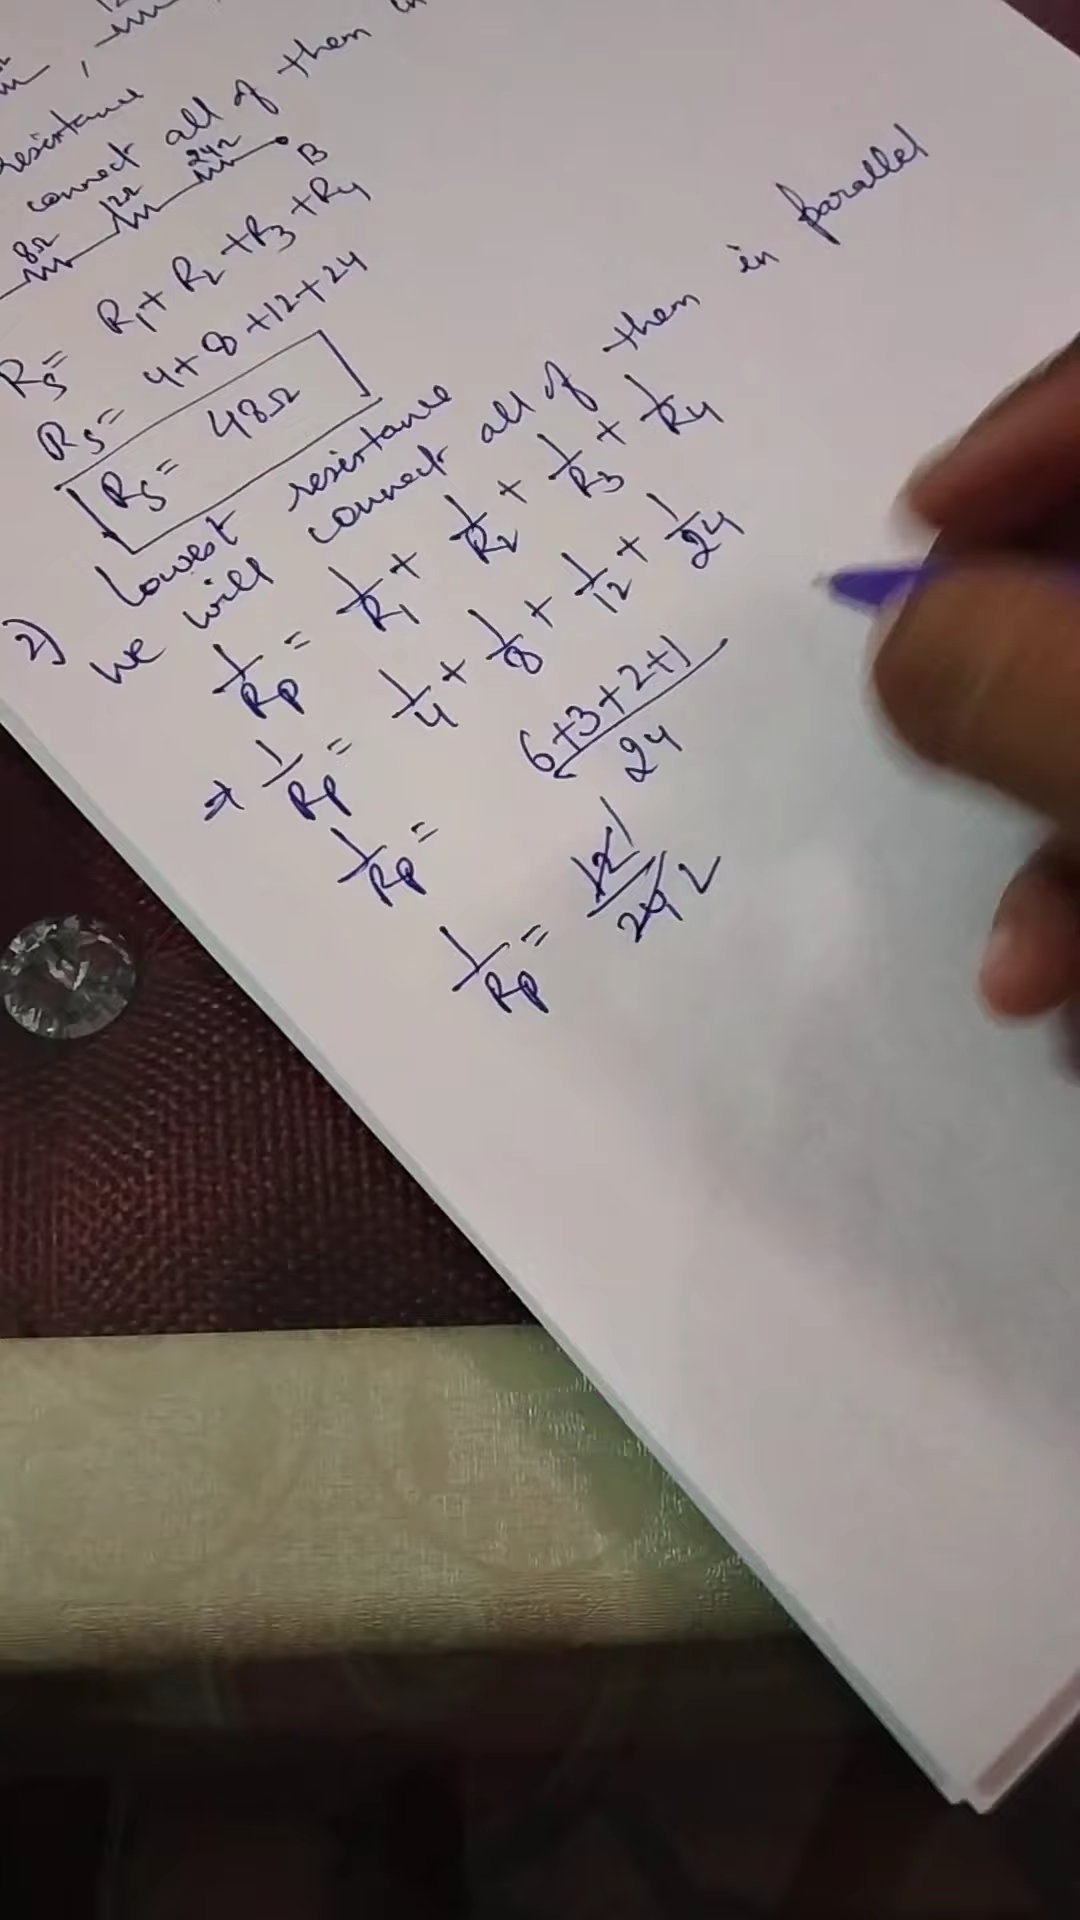 resistance
connect all of them
8Ω 12Ω 24Ω B
Rs= R1+R2+R3+R4
Rs= 4+8+12+24
Rs= 48Ω
2) Lowest resistance
we will connect all of them in parallel
1/Rp = 1/R1 + 1/R2 + 1/R3 + 1/R4
→ 1/Rp = 1/4 + 1/8 + 1/12 + 1/24
1/Rp = 6+3+2+1/24
1/Rp = 12 1/24 2